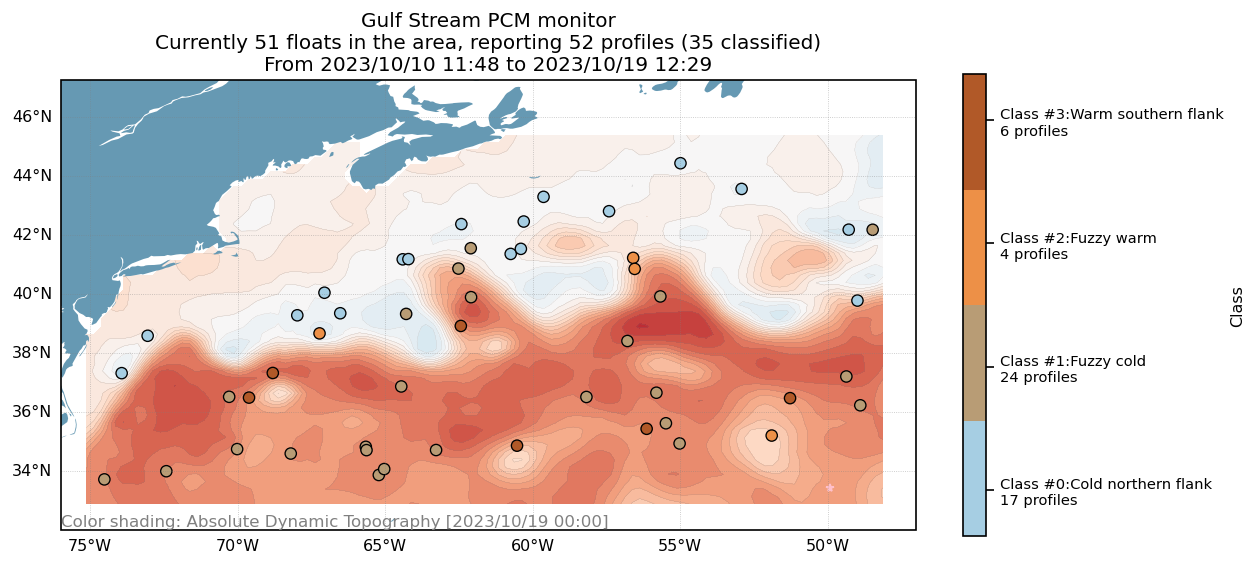 Gulf Stream PCM monitor
Currently 51 floats in the area, reporting 52 profiles (35 classified)
From 2023/10/10 11:48 to 2023/10/19 12:29
46°N
44°N
42°N
40°N
38°N
36°N
34°N
Color shading: Absolute Dynamic Topography [2023/10/19 00:00]
75°W
70°W
65°W
60°W
55°W
50°W
Class #3:Warm southern flank
6 profiles
Class #2:Fuzzy warm
4 profiles
Class #1:Fuzzy cold
24 profiles
Class #0:Cold northern flank
17 profiles
Class